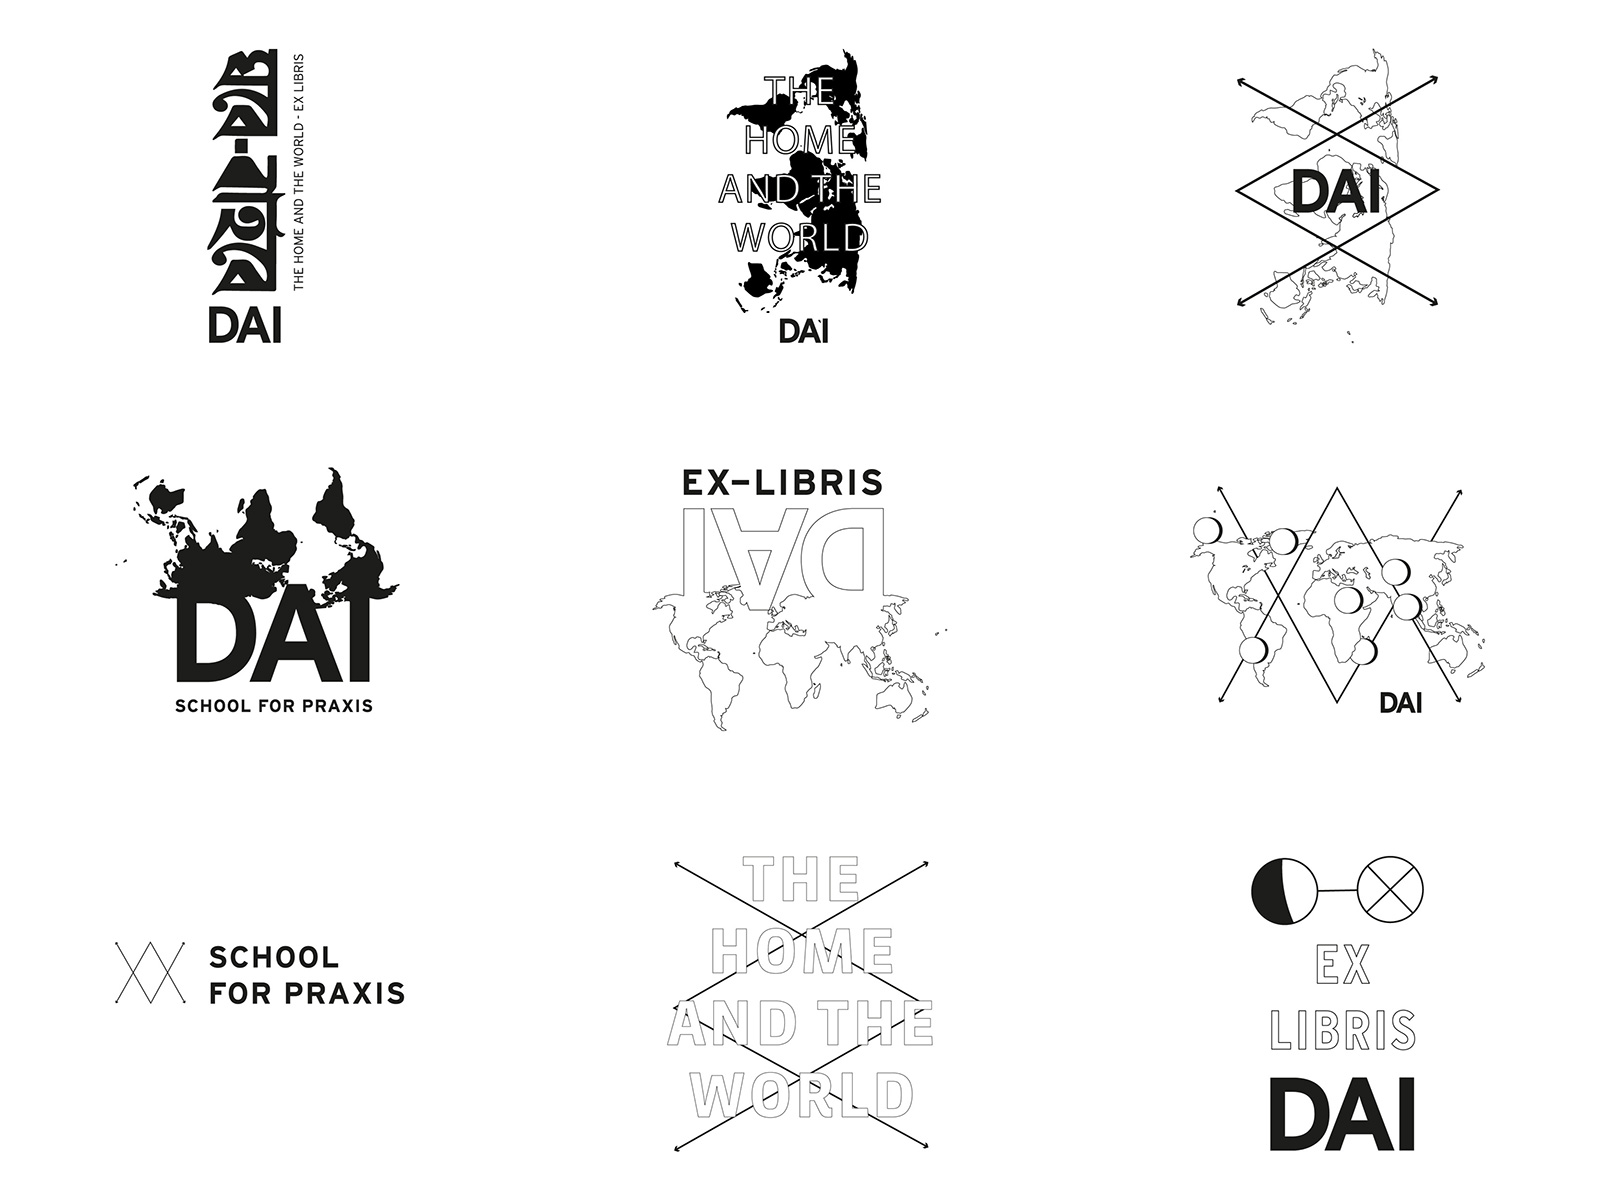 THE HOME AND THE WORLD - EX LIBRIS
DAI
THE
HOME
AND THE
WORLD
DAI
DAI
DAI
SCHOOL FOR PRAXIS
EX-LIBRIS
DAI
DAI
SCHOOL
FOR PRAXIS
THE
HOME
AND THE
WORLD
EX
LIBRIS
DAI